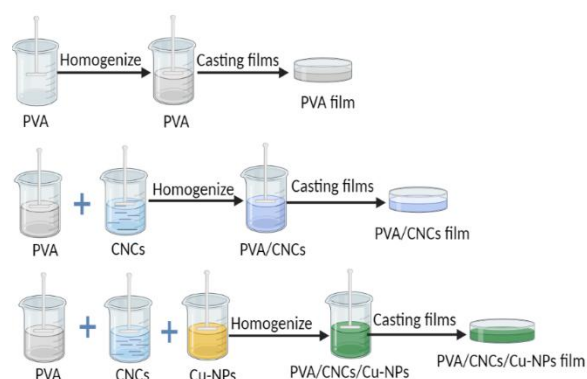 Homogenize
Casting films
PVA
PVA
PVA film
Homogenize
Casting films
PVA
CNCs
PVA/CNCs
PVA/CNCs film
Homogenize
Casting films
PVA
CNCs
Cu-NPs
PVA/CNCs/Cu-NPs
PVA/CNCs/Cu-NPs film